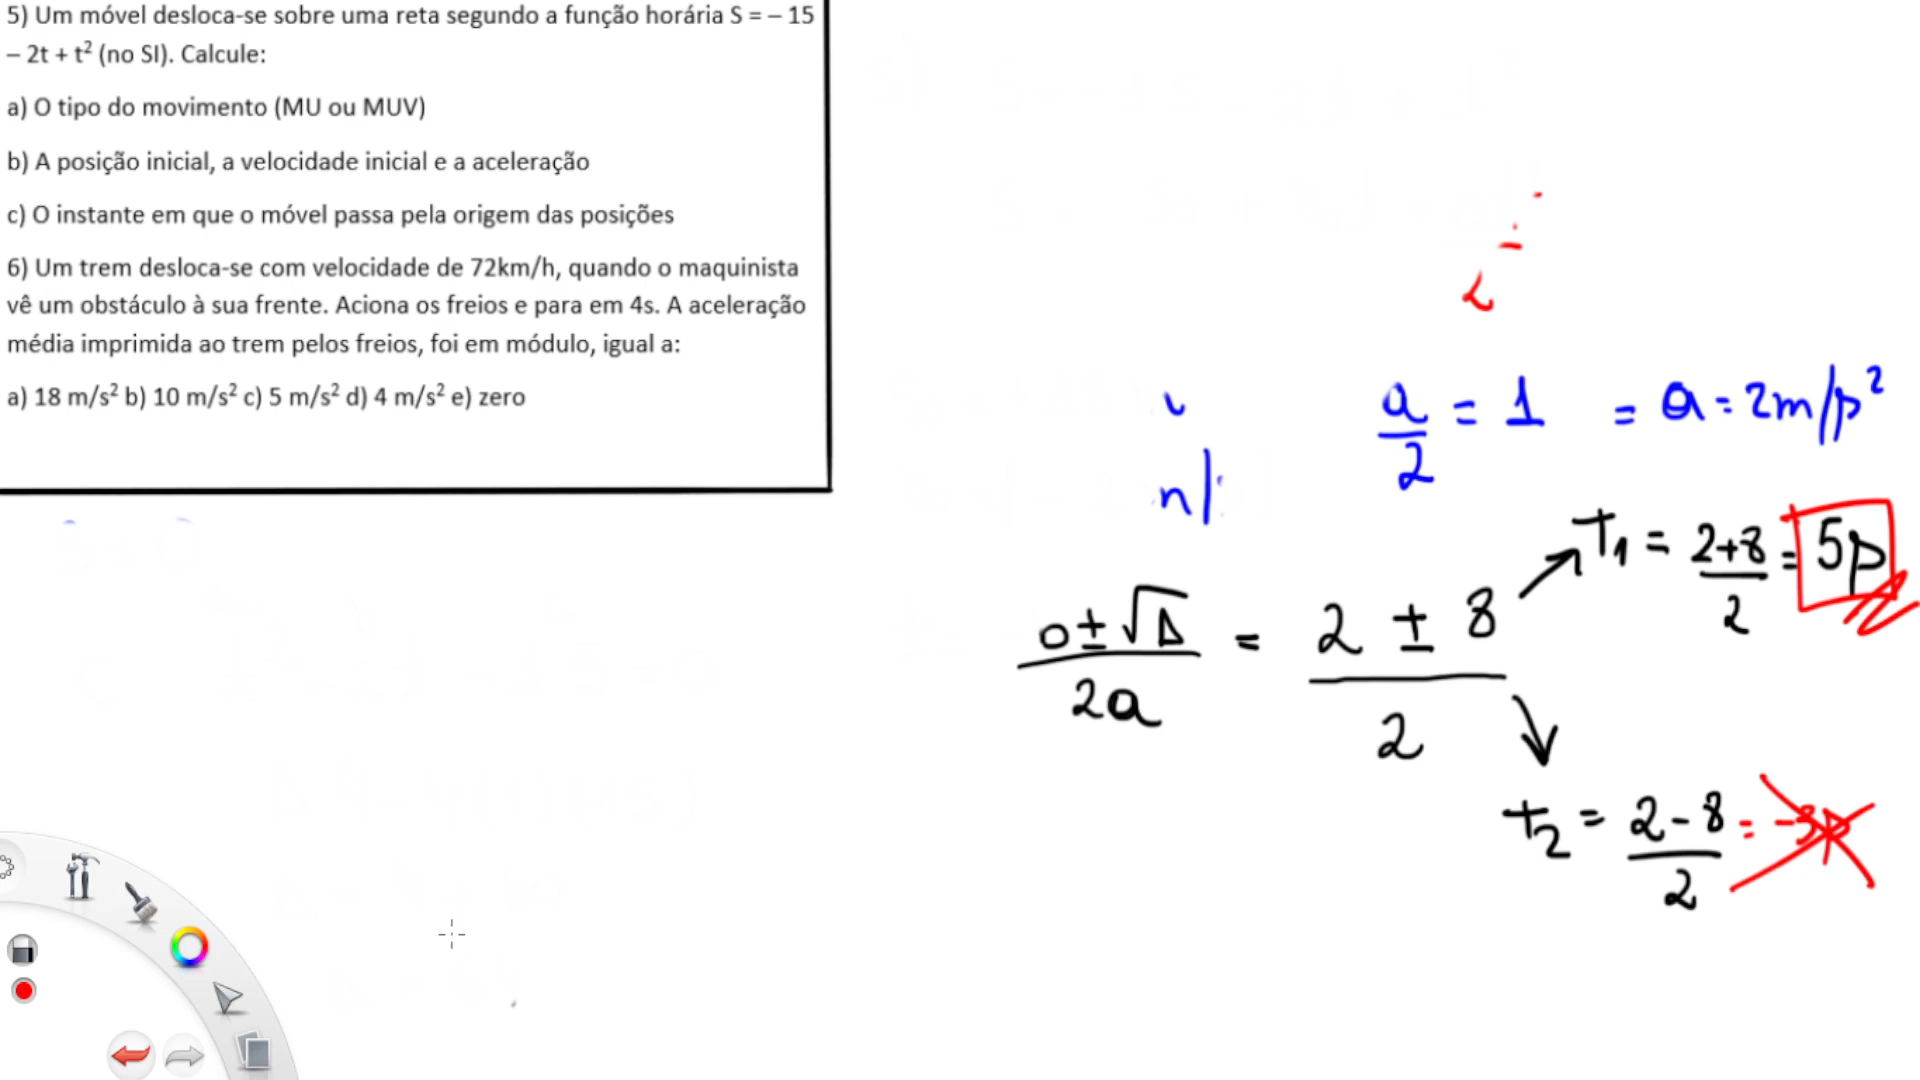 5) Um móvel desloca-se sobre uma reta segundo a função horária S = – 15
– 2t + t² (no SI). Calcule:
a) O tipo do movimento (MU ou MUV)
b) A posição inicial, a velocidade inicial e a aceleração
c) O instante em que o móvel passa pela origem das posições
6) Um trem desloca-se com velocidade de 72km/h, quando o maquinista
vê um obstáculo à sua frente. Aciona os freios e para em 4s. A aceleração
média imprimida ao trem pelos freios, foi em módulo, igual a:
a) 18 m/s² b) 10 m/s² c) 5 m/s² d) 4 m/s² e) zero
a/2 = 1 = a = 2m/s²
t1 = 2+8/2 = 5s
± √Δ/2a = 2 ± 8/2
t2 = 2-8/2 = -3s